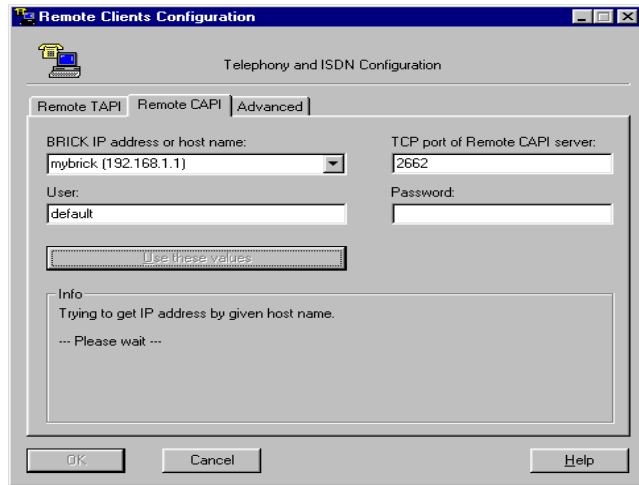 Remote Clients Configuration
Telephony and ISDN Configuration
Remote TAPI Remote CAPI Advanced
BRICK IP address or host name: TCP port of Remote CAPI server:
mybrick (192.168.1.1) 2662
User: Password:
default
Use these values
Info
Trying to get IP address by given host name.
--- Please wait ---
OK Cancel Help